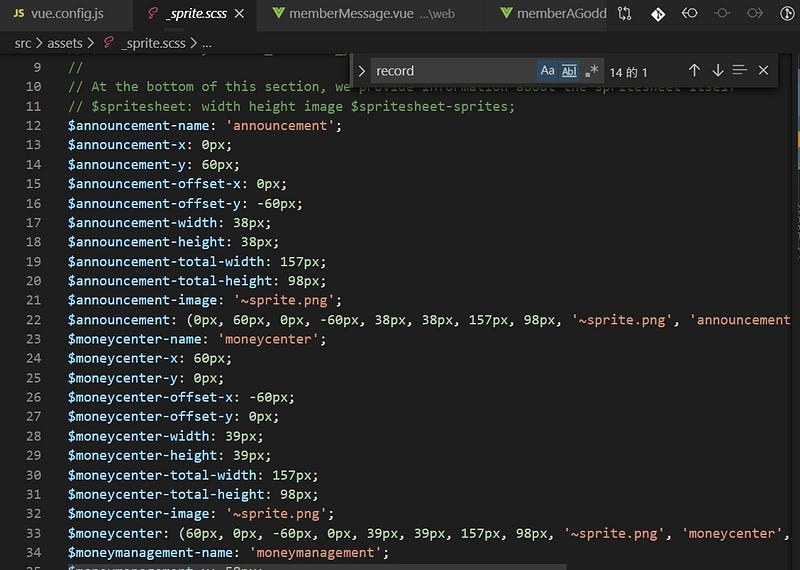 JS vue.config.js
_sprite.scss
memberMessage.vue ...\web
memberAGodd
src > assets > _sprite.scss > ...
record
14 的 1
9 //
10 // At the bottom of this section, we provide information about the spritesheet itself
11 // $spritesheet: width height image $spritesheet-sprites;
12 $announcement-name: 'announcement';
13 $announcement-x: 0px;
14 $announcement-y: 60px;
15 $announcement-offset-x: 0px;
16 $announcement-offset-y: -60px;
17 $announcement-width: 38px;
18 $announcement-height: 38px;
19 $announcement-total-width: 157px;
20 $announcement-total-height: 98px;
21 $announcement-image: '~sprite.png';
22 $announcement: (0px, 60px, 0px, -60px, 38px, 38px, 157px, 98px, '~sprite.png', 'announcement
23 $moneycenter-name: 'moneycenter';
24 $moneycenter-x: 60px;
25 $moneycenter-y: 0px;
26 $moneycenter-offset-x: -60px;
27 $moneycenter-offset-y: 0px;
28 $moneycenter-width: 39px;
29 $moneycenter-height: 39px;
30 $moneycenter-total-width: 157px;
31 $moneycenter-total-height: 98px;
32 $moneycenter-image: '~sprite.png';
33 $moneycenter: (60px, 0px, -60px, 0px, 39px, 39px, 157px, 98px, '~sprite.png', 'moneycenter',
34 $moneymanagement-name: 'moneymanagement';